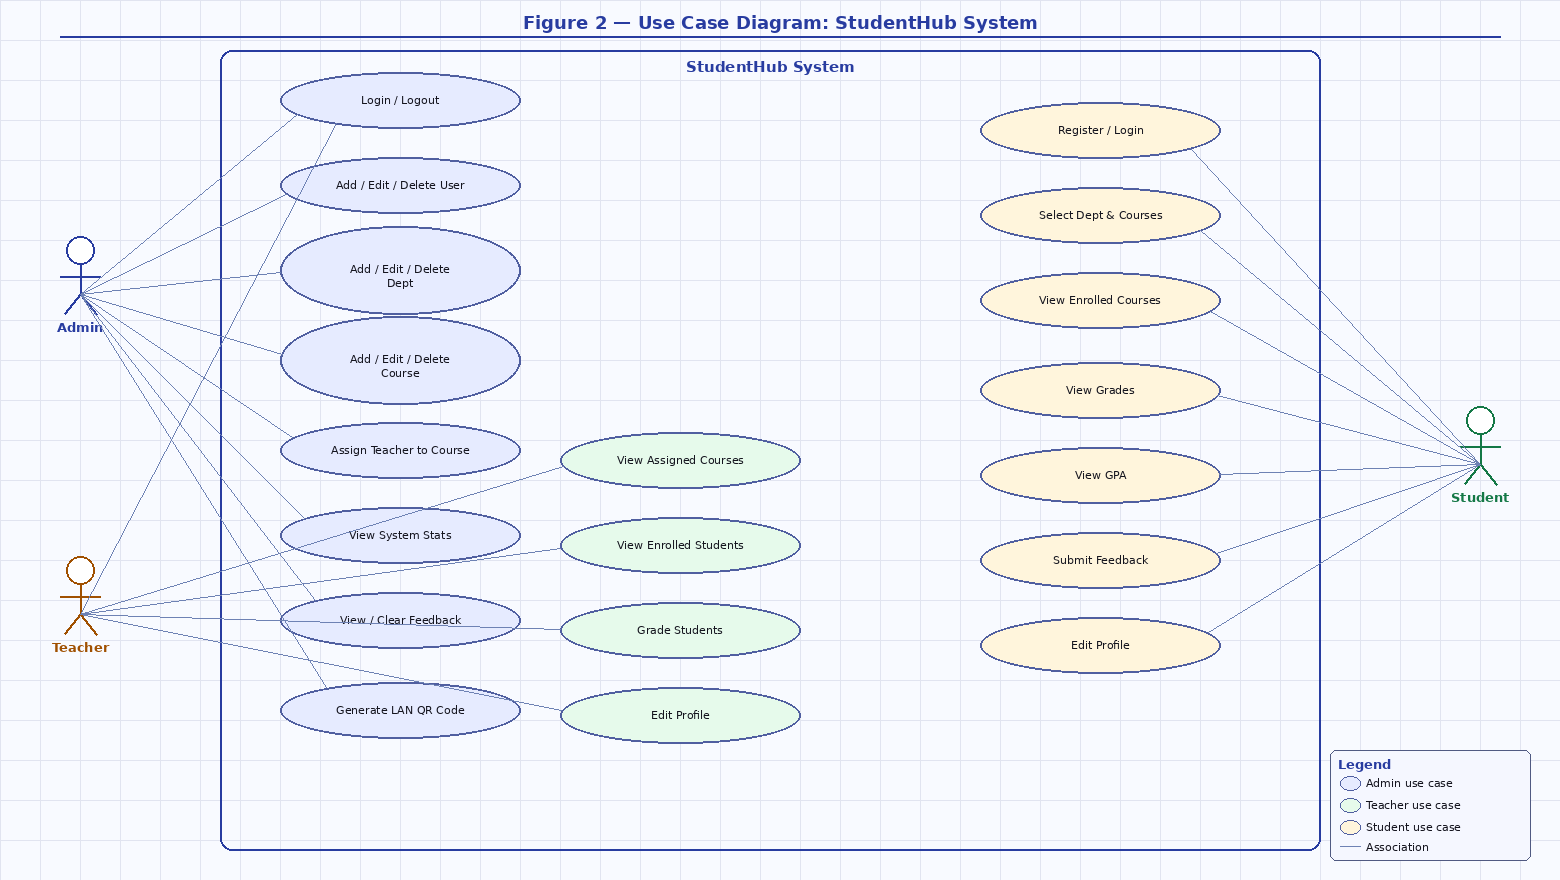 Figure 2 — Use Case Diagram: StudentHub System
StudentHub System
Login / Logout
Add / Edit / Delete User
Add / Edit / Delete
Dept
Add / Edit / Delete
Course
Assign Teacher to Course
View System Stats
View / Clear Feedback
Generate LAN QR Code
View Assigned Courses
View Enrolled Students
Grade Students
Edit Profile
Register / Login
Select Dept & Courses
View Enrolled Courses
View Grades
View GPA
Submit Feedback
Edit Profile
Admin
Teacher
Student
Legend
Admin use case
Teacher use case
Student use case
Association